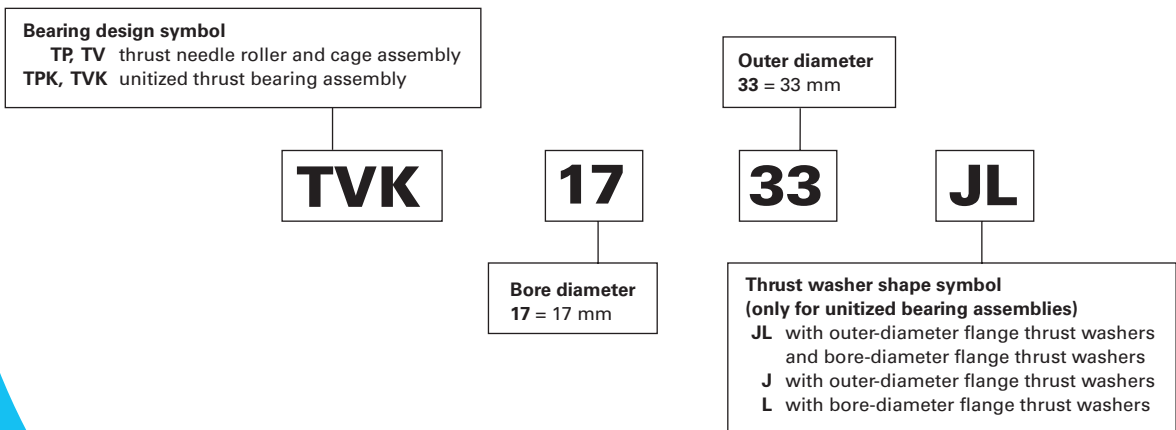 Bearing design symbol
TP, TV thrust needle roller and cage assembly
TPK, TVK unitized thrust bearing assembly
Outer diameter
33 = 33 mm
TVK 17 33 JL
Bore diameter
17 = 17 mm
Thrust washer shape symbol
(only for unitized bearing assemblies)
JL with outer-diameter flange thrust washers
and bore-diameter flange thrust washers
J with outer-diameter flange thrust washers
L with bore-diameter flange thrust washers